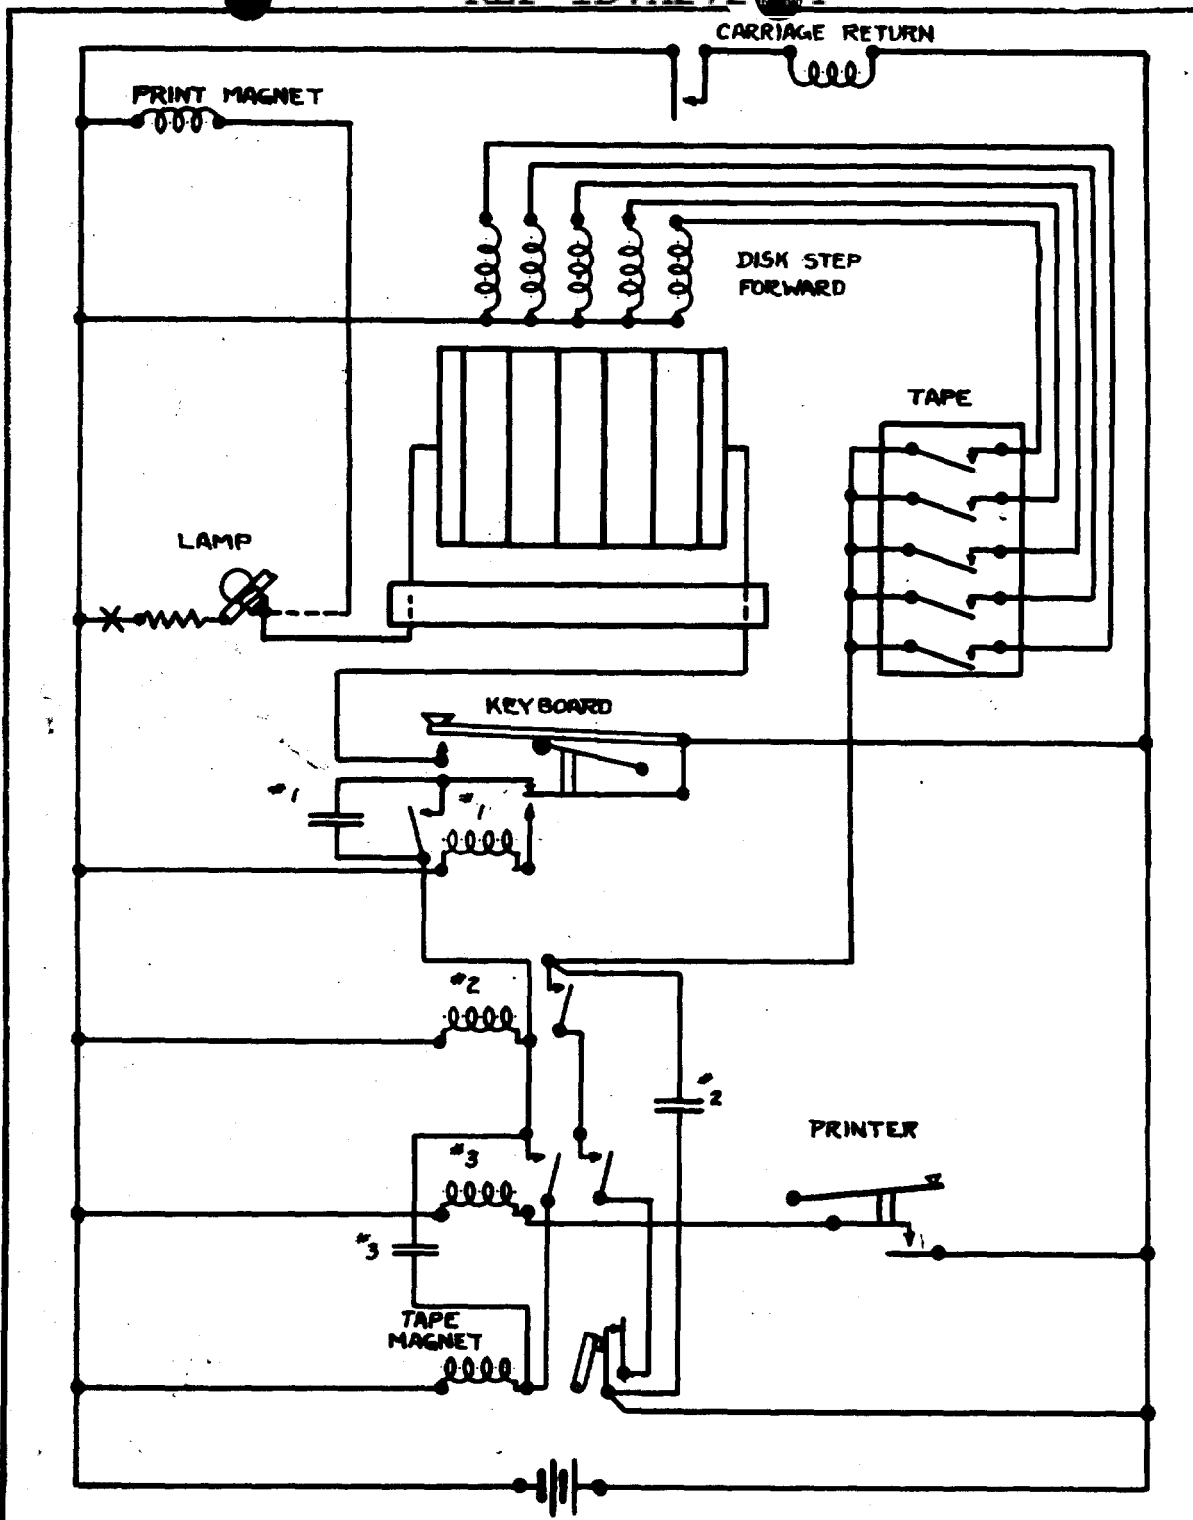 CARRIAGE RETURN
PRINT MAGNET
DISK STEP
FORWARD
TAPE
LAMP
KEYBOARD
#1
#1
#2
#2
PRINTER
#3
#3
TAPE
MAGNET